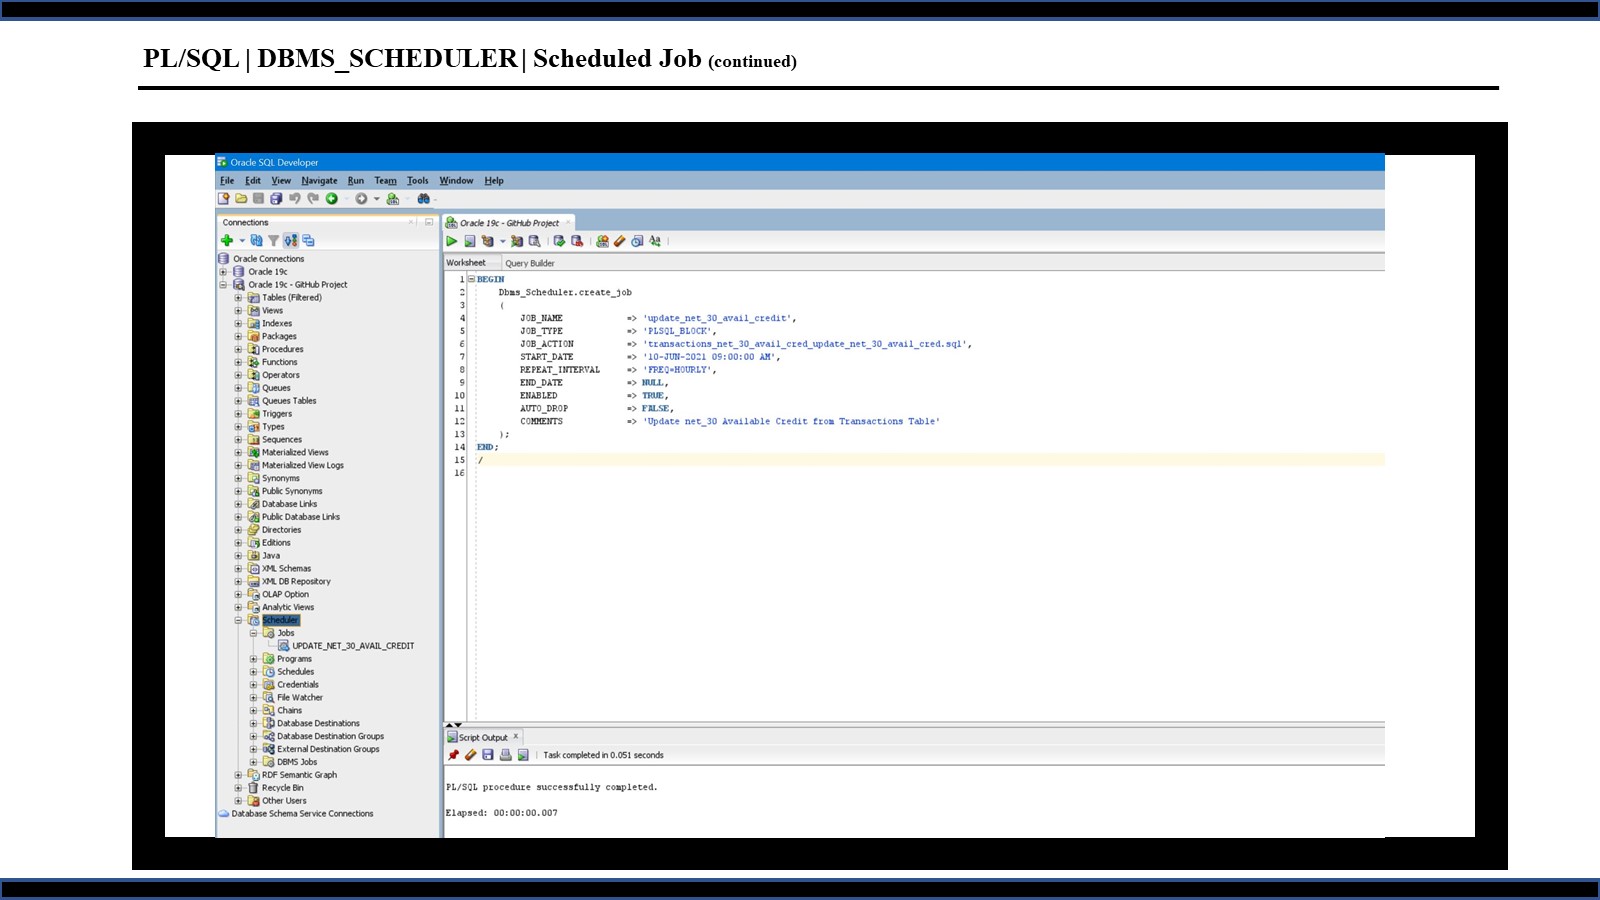 PL/SQL | DBMS_SCHEDULER| Scheduled Job (continued)
Oracle SQL Developer
File Edit View Navigate Run Team Tools Window Help
Connections
Oracle Connections
Oracle 19c
Oracle 19c - GitHub Project
Tables (Filtered)
Views
Indexes
Packages
Procedures
Functions
Operators
Queues
Queues Tables
Triggers
Types
Sequences
Materialized Views
Materialized View Logs
Synonyms
Public Synonyms
Database Links
Public Database Links
Directories
Editions
Java
XML Schemas
XML DB Repository
OLAP Option
Analytic Views
Scheduler
Jobs
UPDATE_NET_30_AVAIL_CREDIT
Programs
Schedules
Credentials
File Watcher
Chains
Database Destinations
Database Destination Groups
External Destination Groups
DBMS Jobs
RDF Semantic Graph
Recycle Bin
Other Users
Database Schema Service Connections
Oracle 19c - GitHub Project
Worksheet Query Builder
1 BEGIN
2 Dbms_Scheduler.create_job
3 (
4 JOB_NAME => 'update_net_30_avail_credit',
5 JOB_TYPE => 'PLSQL_BLOCK',
6 JOB_ACTION => 'transactions_net_30_avail_cred_update_net_30_avail_cred.sql',
7 START_DATE => '10-JUN-2021 09:00:00 AM',
8 REPEAT_INTERVAL => 'FREQ=HOURLY',
9 END_DATE => NULL,
10 ENABLED => TRUE,
11 AUTO_DROP => FALSE,
12 COMMENTS => 'Update net_30 Available Credit from Transactions Table'
13 );
14 END;
15 /
16
Script Output
Task completed in 0.051 seconds
PL/SQL procedure successfully completed.
Elapsed: 00:00:00.007